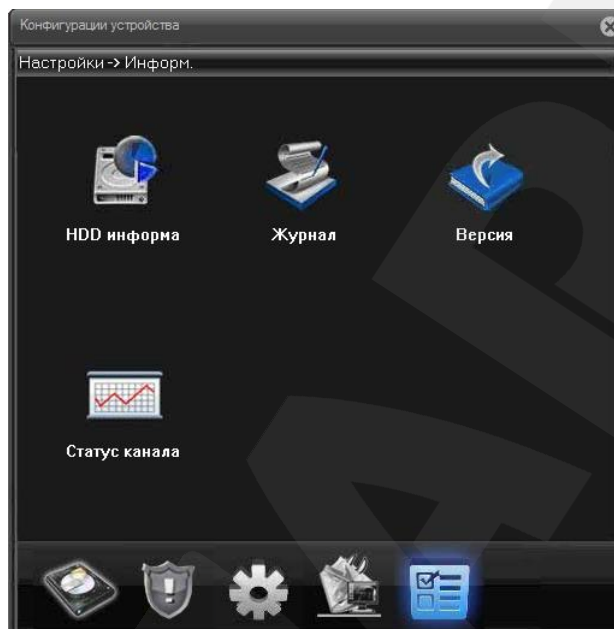 Конфигурации устройства
Настройки -> Информ.
HDD информа
Журнал
Версия
Статус канала